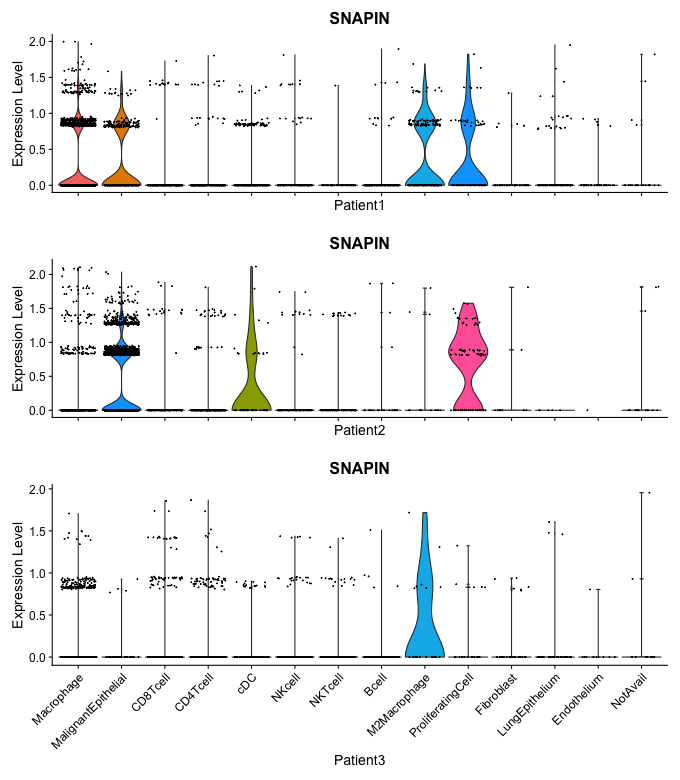 SNAPIN
Expression Level
2.0
1.5
1.0
0.5
0.0
Patient1
SNAPIN
Expression Level
2.0
1.5
1.0
0.5
0.0
Patient2
SNAPIN
Expression Level
2.0
1.5
1.0
0.5
0.0
Macrophage
MalignantEpithelial
CD8Tcell
CD4Tcell
cDC
NKcell
NKTcell
Bcell
M2Macrophage
ProliferatingCell
Fibroblast
LungEpithelium
Endothelium
NotAvail
Patient3